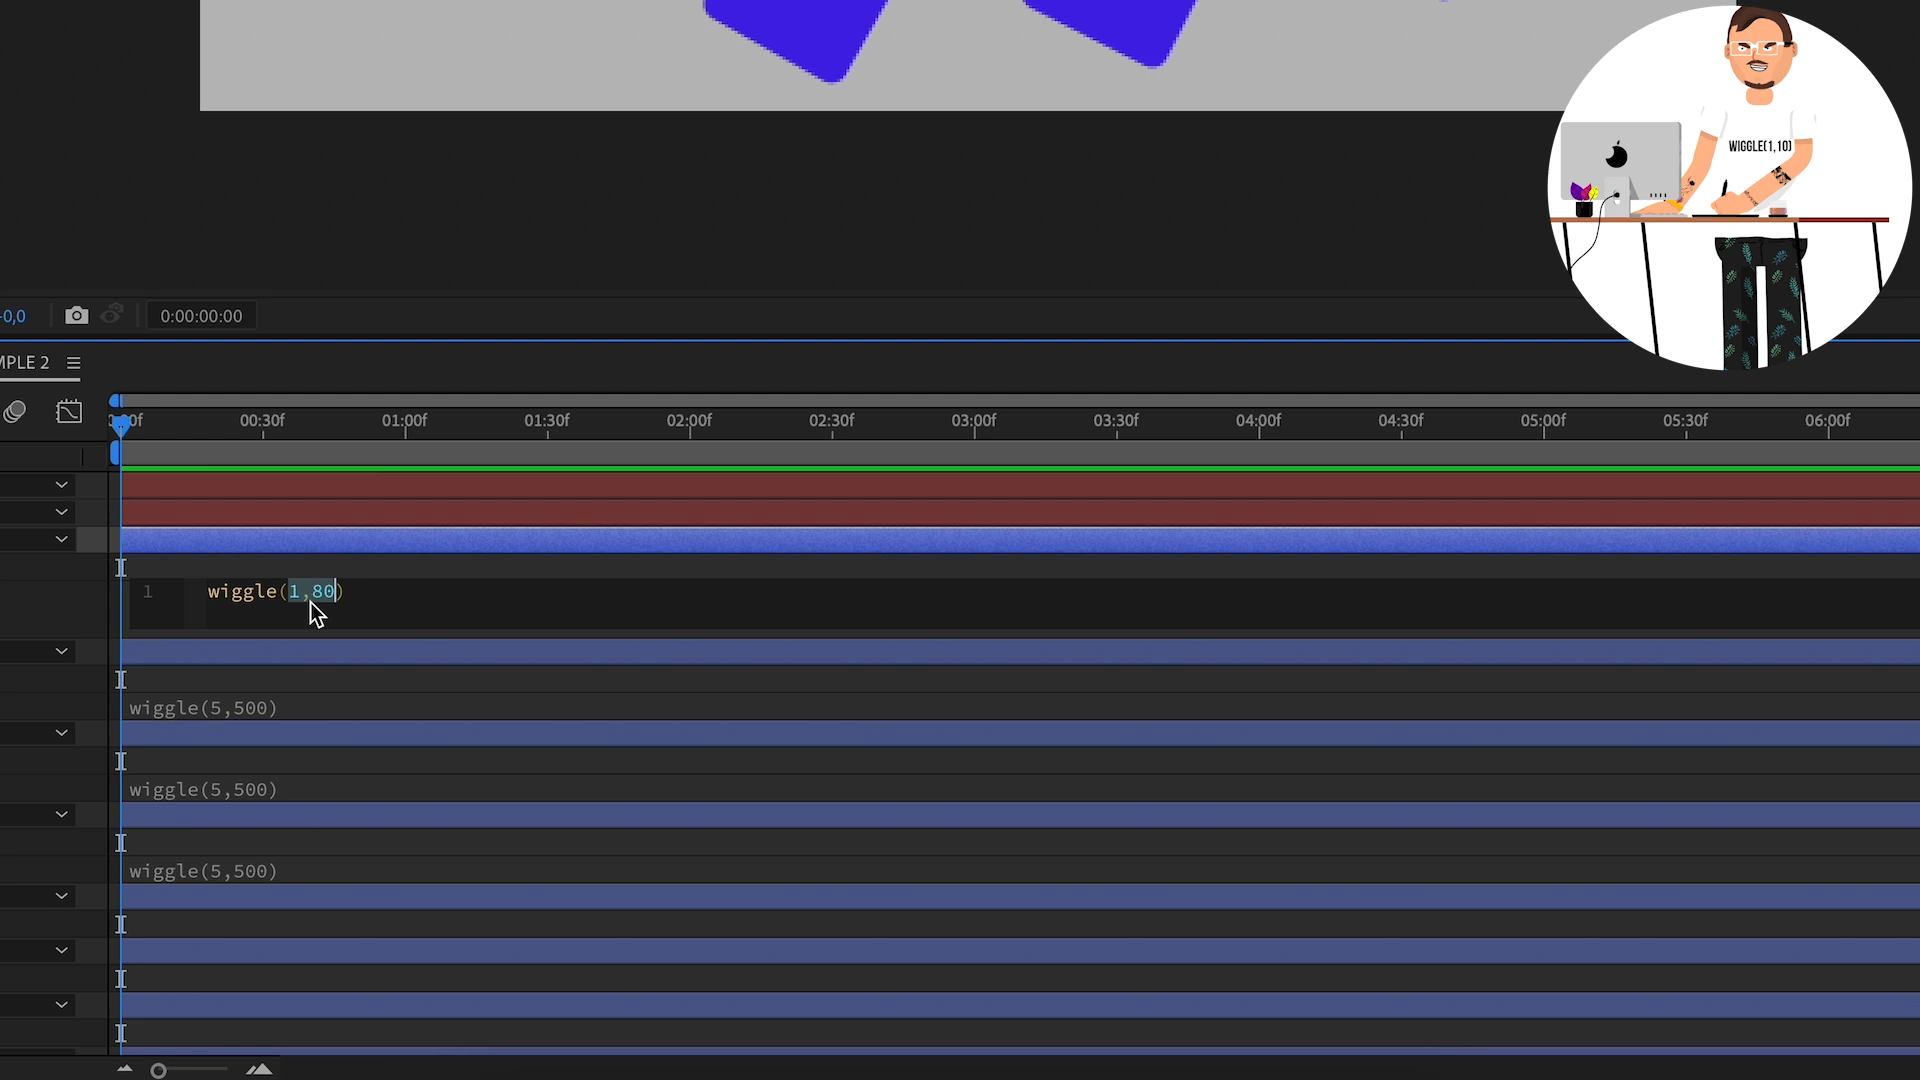 WIGGLE(1,10)
-0,0
0:00:00:00
MPLE 2
00f 00:30f 01:00f 01:30f 02:00f 02:30f 03:00f 03:30f 04:00f 04:30f 05:00f 05:30f 06:00f
1 wiggle(1,80)
wiggle(5,500)
wiggle(5,500)
wiggle(5,500)